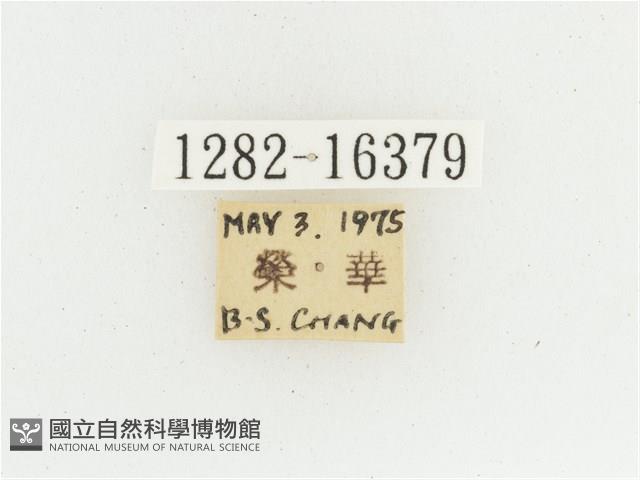 1282-16379
MAY 3. 1975
榮 · 華
B-S. CHANG
國立自然科學博物館
NATIONAL MUSEUM OF NATURAL SCIENCE